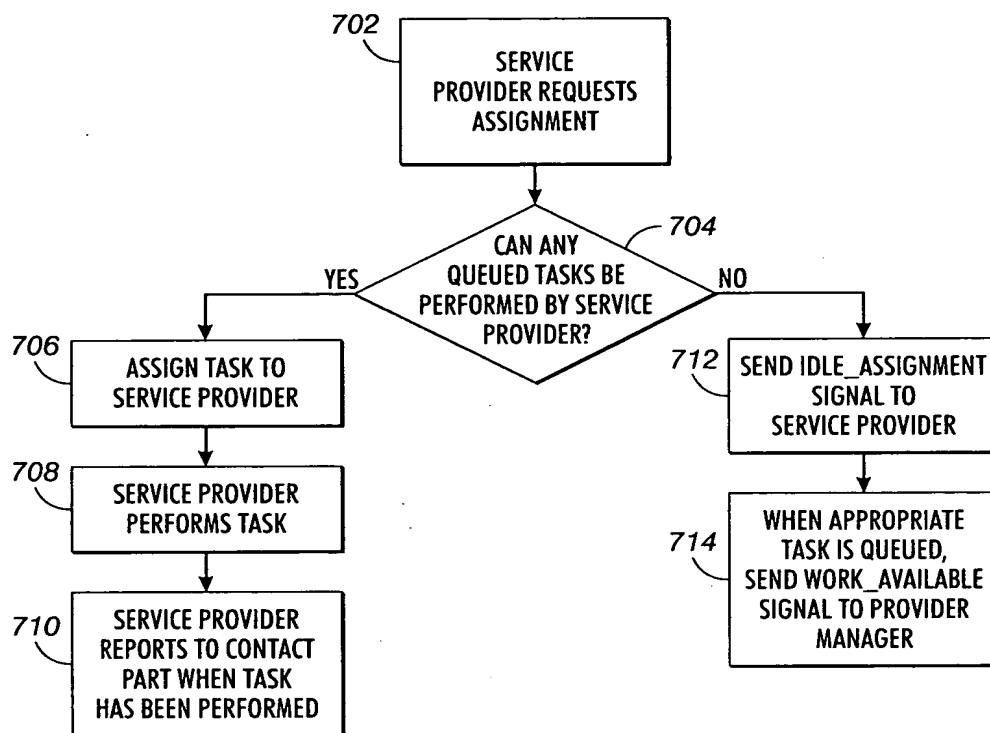 702
SERVICE
PROVIDER REQUESTS
ASSIGNMENT
704
CAN ANY
QUEUED TASKS BE
PERFORMED BY SERVICE
PROVIDER?
YES
NO
706
ASSIGN TASK TO
SERVICE PROVIDER
708
SERVICE PROVIDER
PERFORMS TASK
710
SERVICE PROVIDER
REPORTS TO CONTACT
PART WHEN TASK
HAS BEEN PERFORMED
712
SEND IDLE_ASSIGNMENT
SIGNAL TO
SERVICE PROVIDER
714
WHEN APPROPRIATE
TASK IS QUEUED,
SEND WORK_AVAILABLE
SIGNAL TO PROVIDER
MANAGER